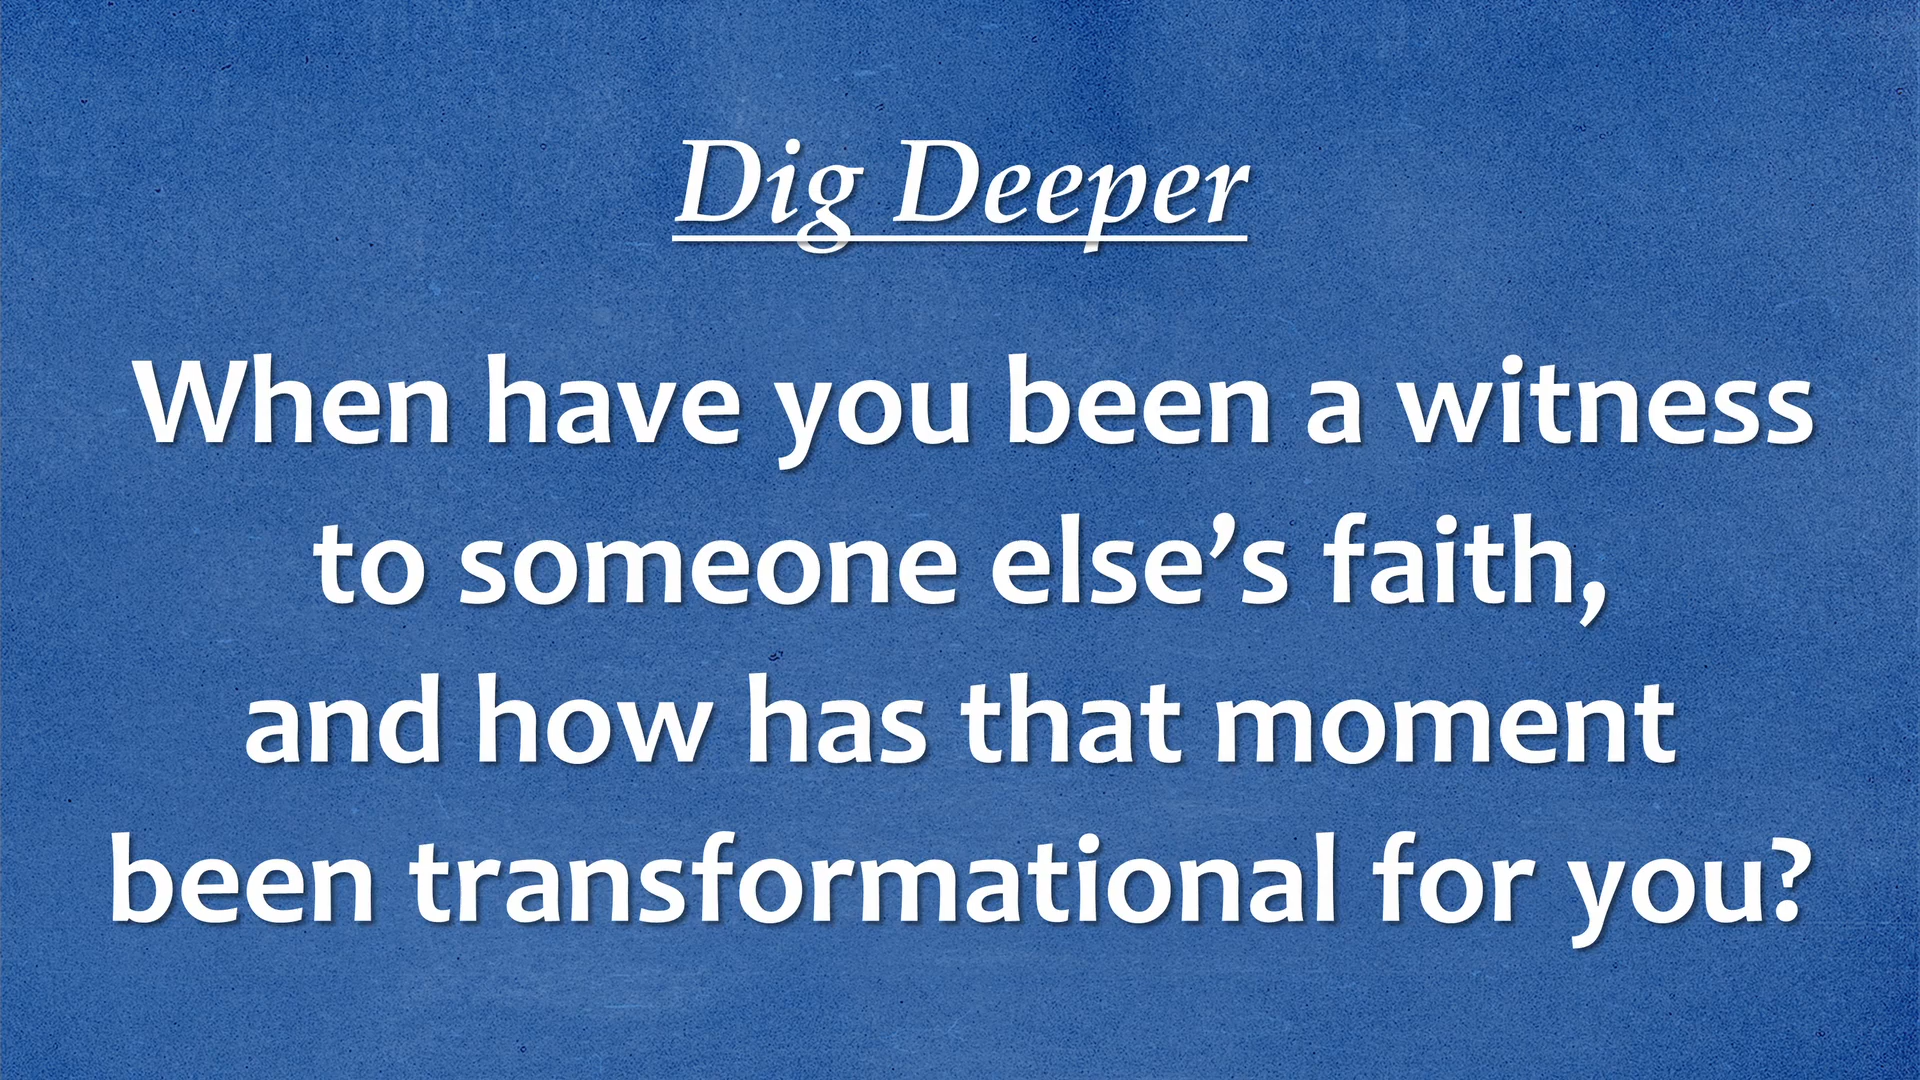 Dig Deeper
When have you been a witness
to someone else’s faith,
and how has that moment
been transformational for you?